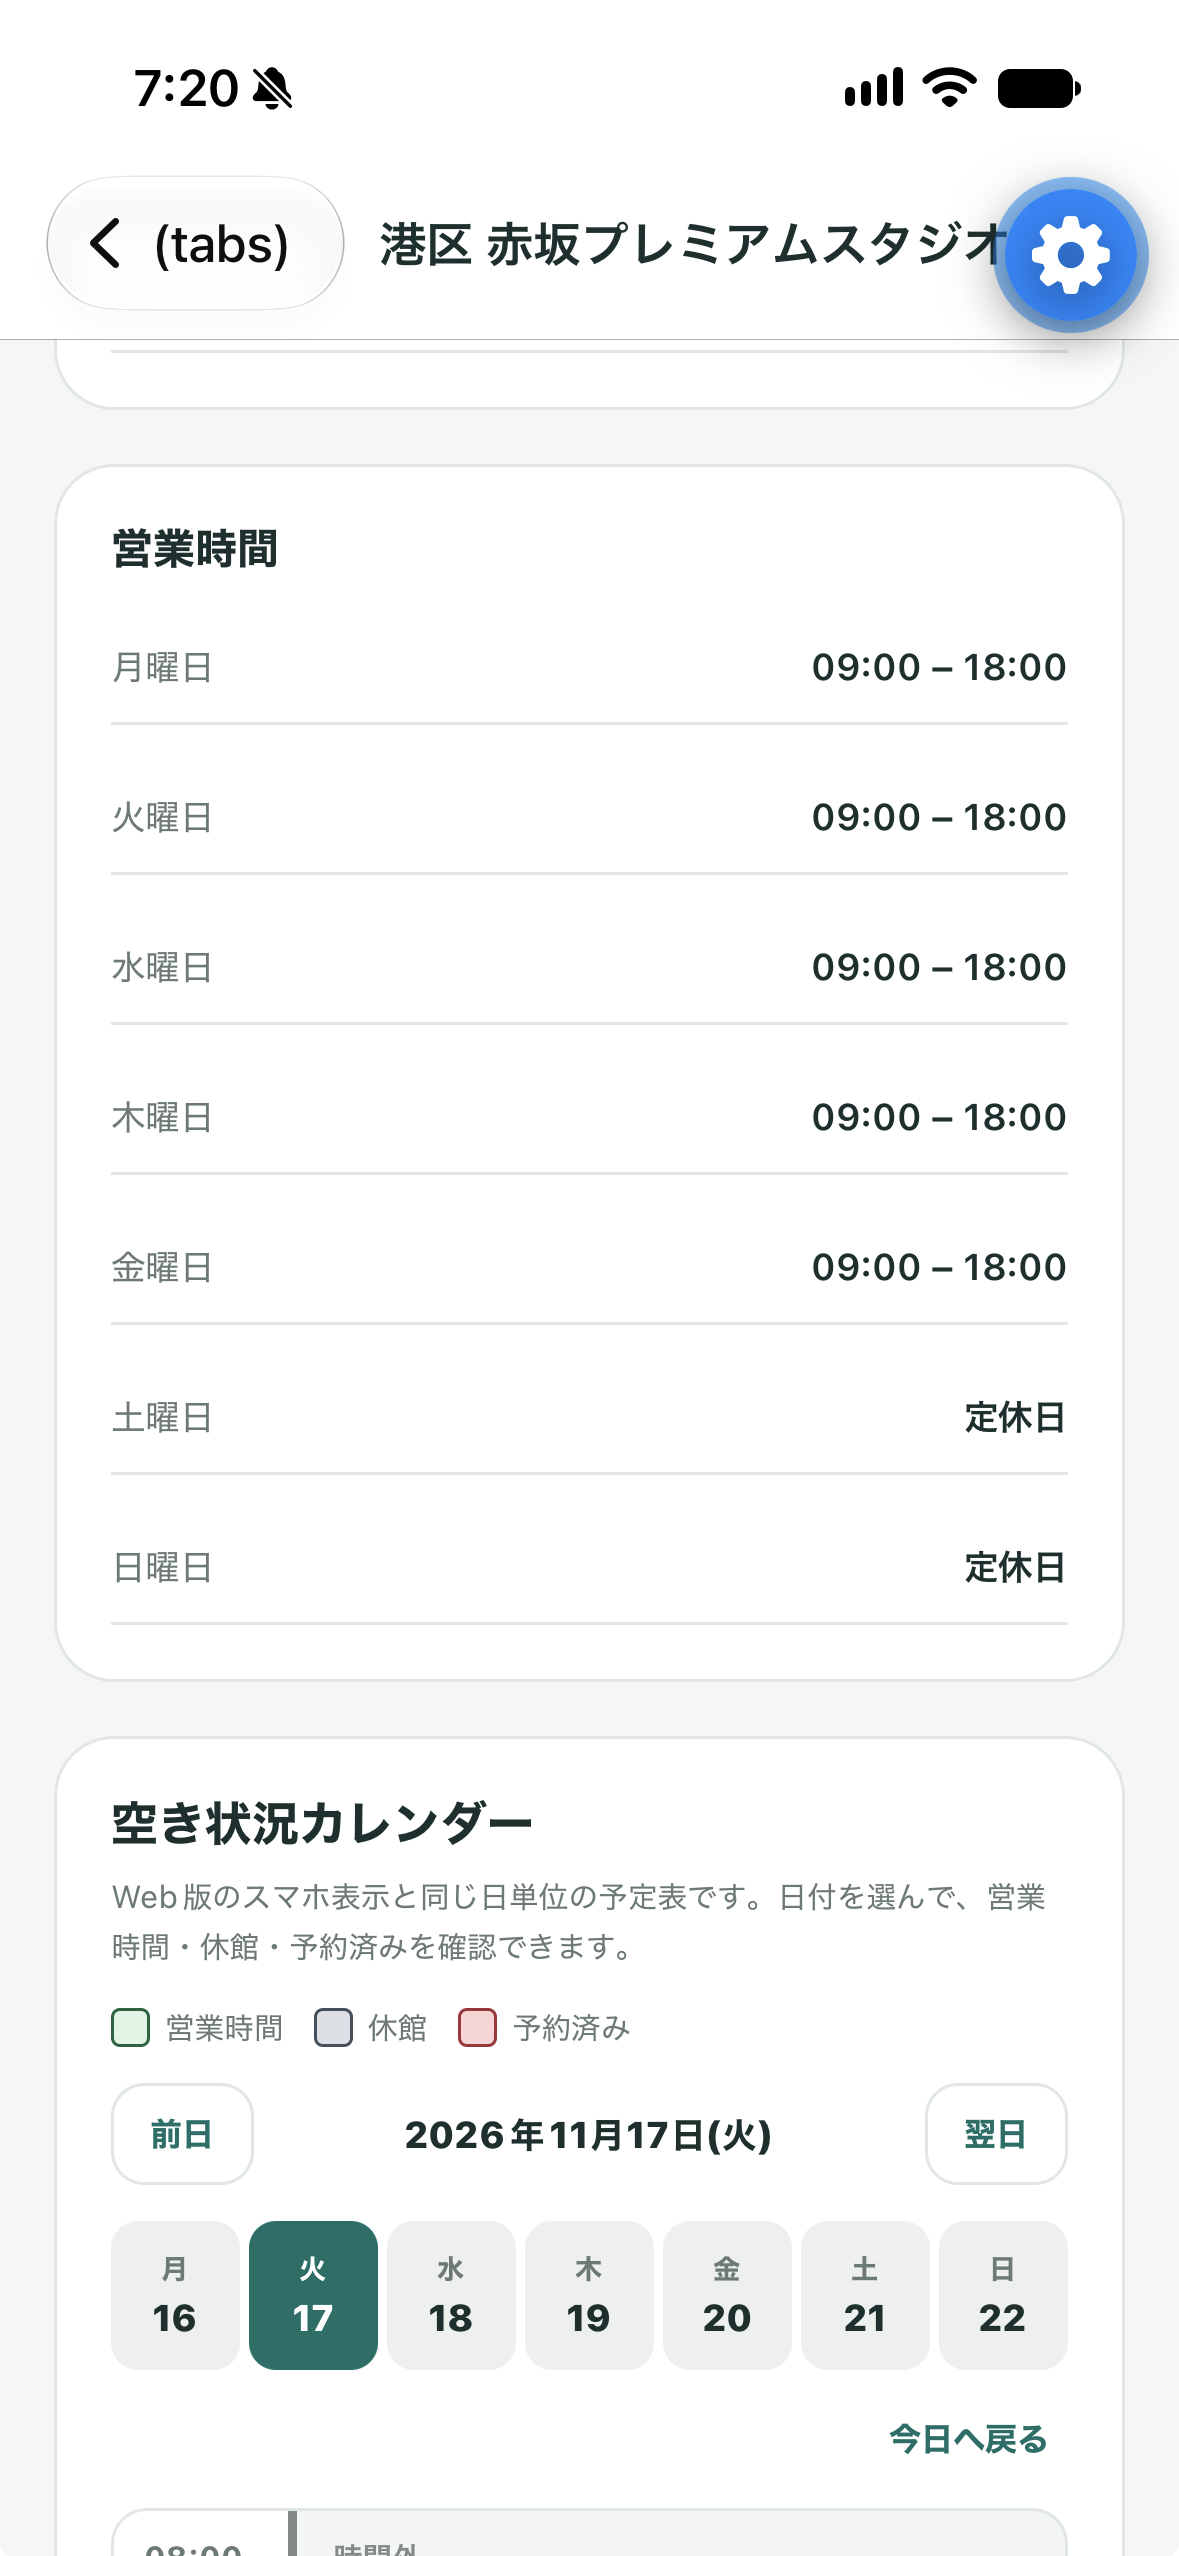 7:20
(tabs)
港区 赤坂プレミアムスタジオ
営業時間
月曜日 09:00 – 18:00
火曜日 09:00 – 18:00
水曜日 09:00 – 18:00
木曜日 09:00 – 18:00
金曜日 09:00 – 18:00
土曜日 定休日
日曜日 定休日
空き状況カレンダー
Web版のスマホ表示と同じ日単位の予定表です。日付を選んで、営業
時間・休館・予約済みを確認できます。
営業時間 休館 予約済み
前日 2026年11月17日(火) 翌日
月 火 水 木 金 土 日
16 17 18 19 20 21 22
今日へ戻る
08:00 時間外